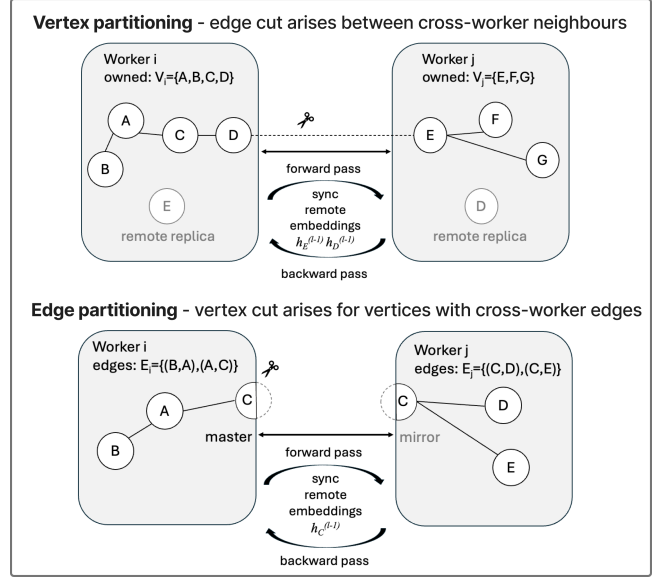 Vertex partitioning - edge cut arises between cross-worker neighbours
Worker i
owned: Vi={A,B,C,D}
A
B
C
D
E
remote replica
forward pass
sync
remote
embeddings
hE(l-1) hD(l-1)
backward pass
Worker j
owned: Vj={E,F,G}
E
F
G
D
remote replica
Edge partitioning - vertex cut arises for vertices with cross-worker edges
Worker i
edges: Ei={(B,A),(A,C)}
A
B
C
master
forward pass
sync
remote
embeddings
hC(l-1)
backward pass
Worker j
edges: Ej={(C,D),(C,E)}
C
D
E
mirror